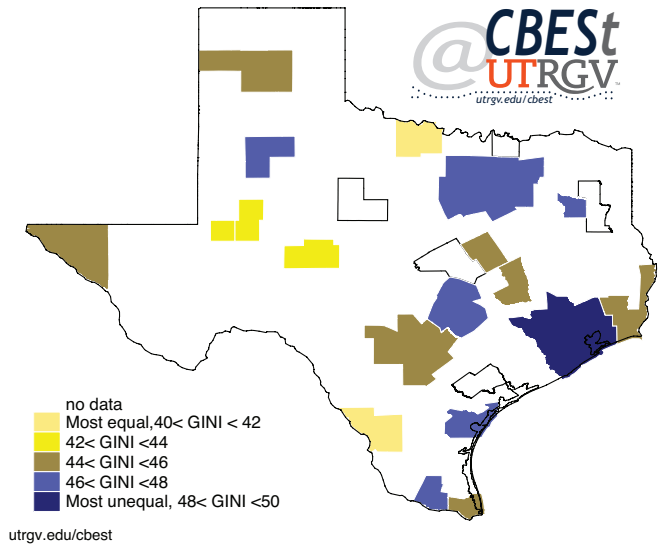 @CBESt
UTRGV™
utrgv.edu/cbest
no data
Most equal,40< GINI < 42
42< GINI <44
44< GINI <46
46< GINI <48
Most unequal, 48< GINI <50
utrgv.edu/cbest